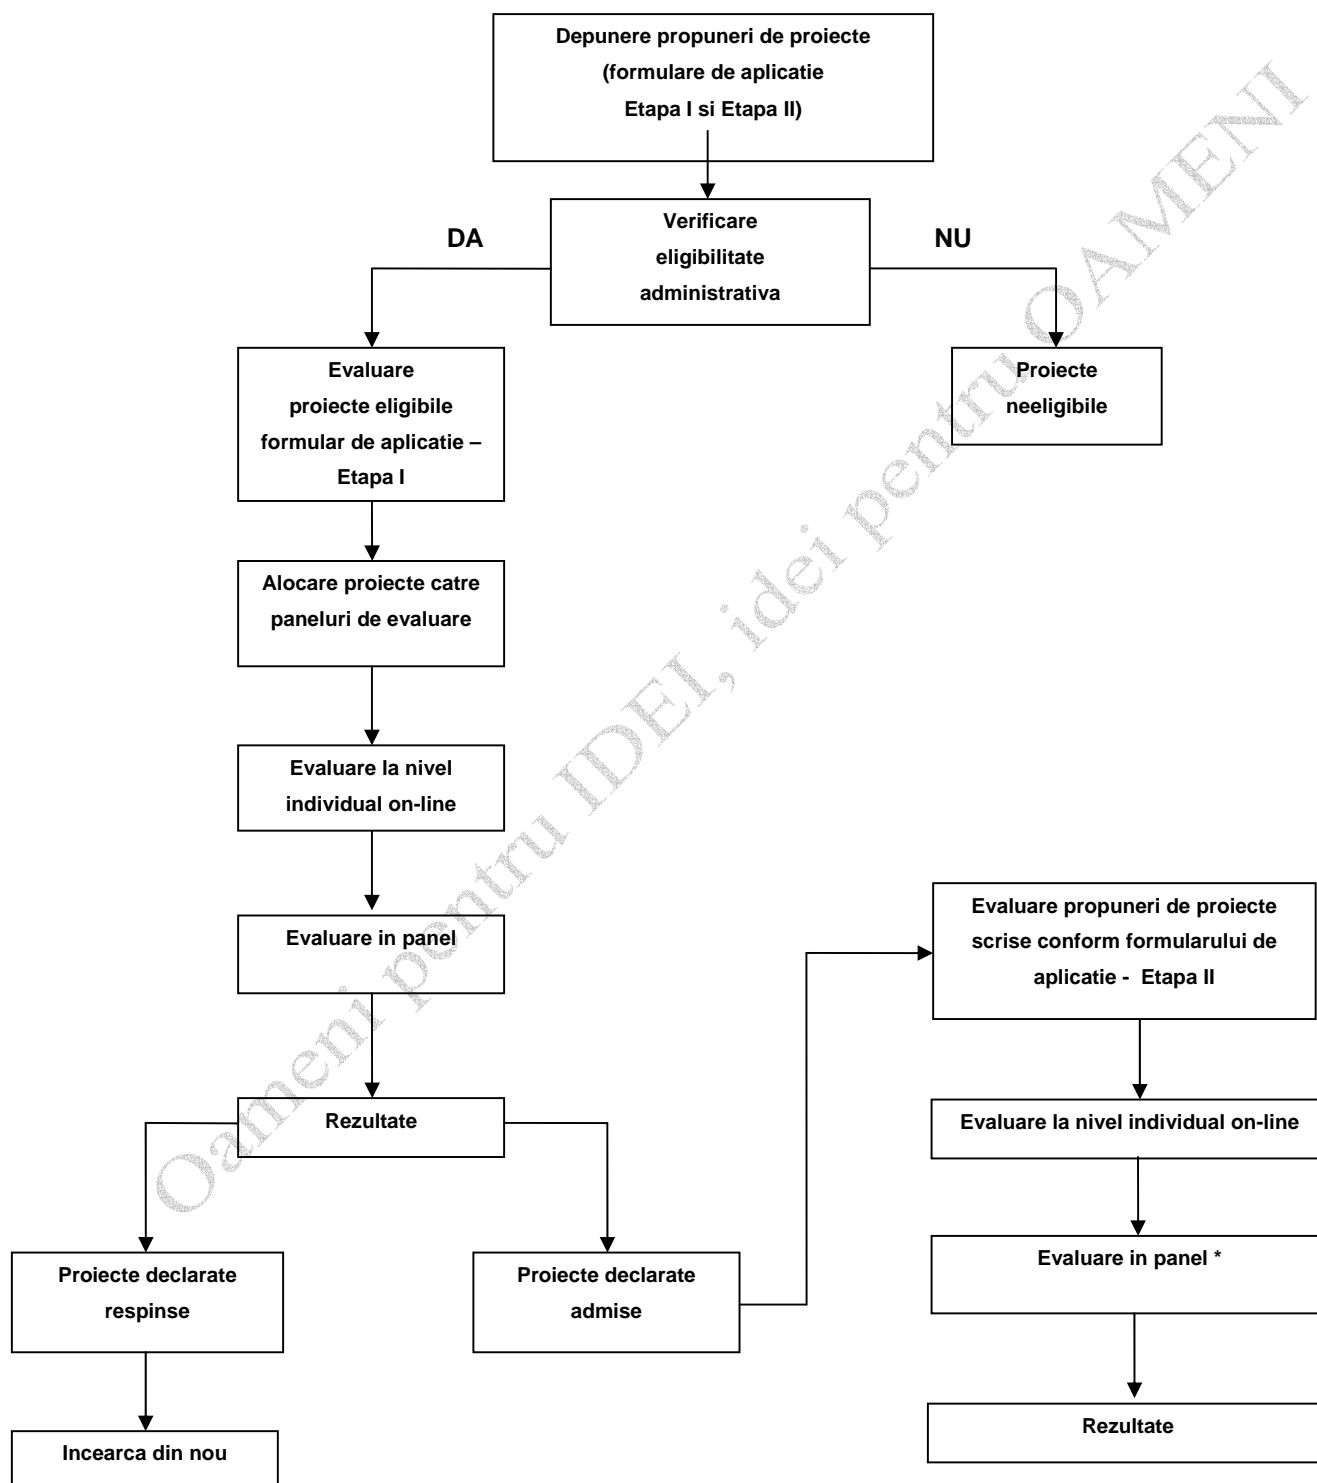 Depunere propuneri de proiecte
(formulare de aplicatie
Etapa I si Etapa II)
DA
Verificare
eligibilitate
administrativa
NU
Evaluare
proiecte eligibile
formular de aplicatie –
Etapa I
Proiecte
neeligibile
Alocare proiecte catre
paneluri de evaluare
Evaluare la nivel
individual on-line
Evaluare in panel
Rezultate
Proiecte declarate
respinse
Proiecte declarate
admise
Incearca din nou
Evaluare propuneri de proiecte
scrise conform formularului de
aplicatie -  Etapa II
Evaluare la nivel individual on-line
Evaluare in panel *
Rezultate
Oameni pentru IDEI, idei pentru OAMENI